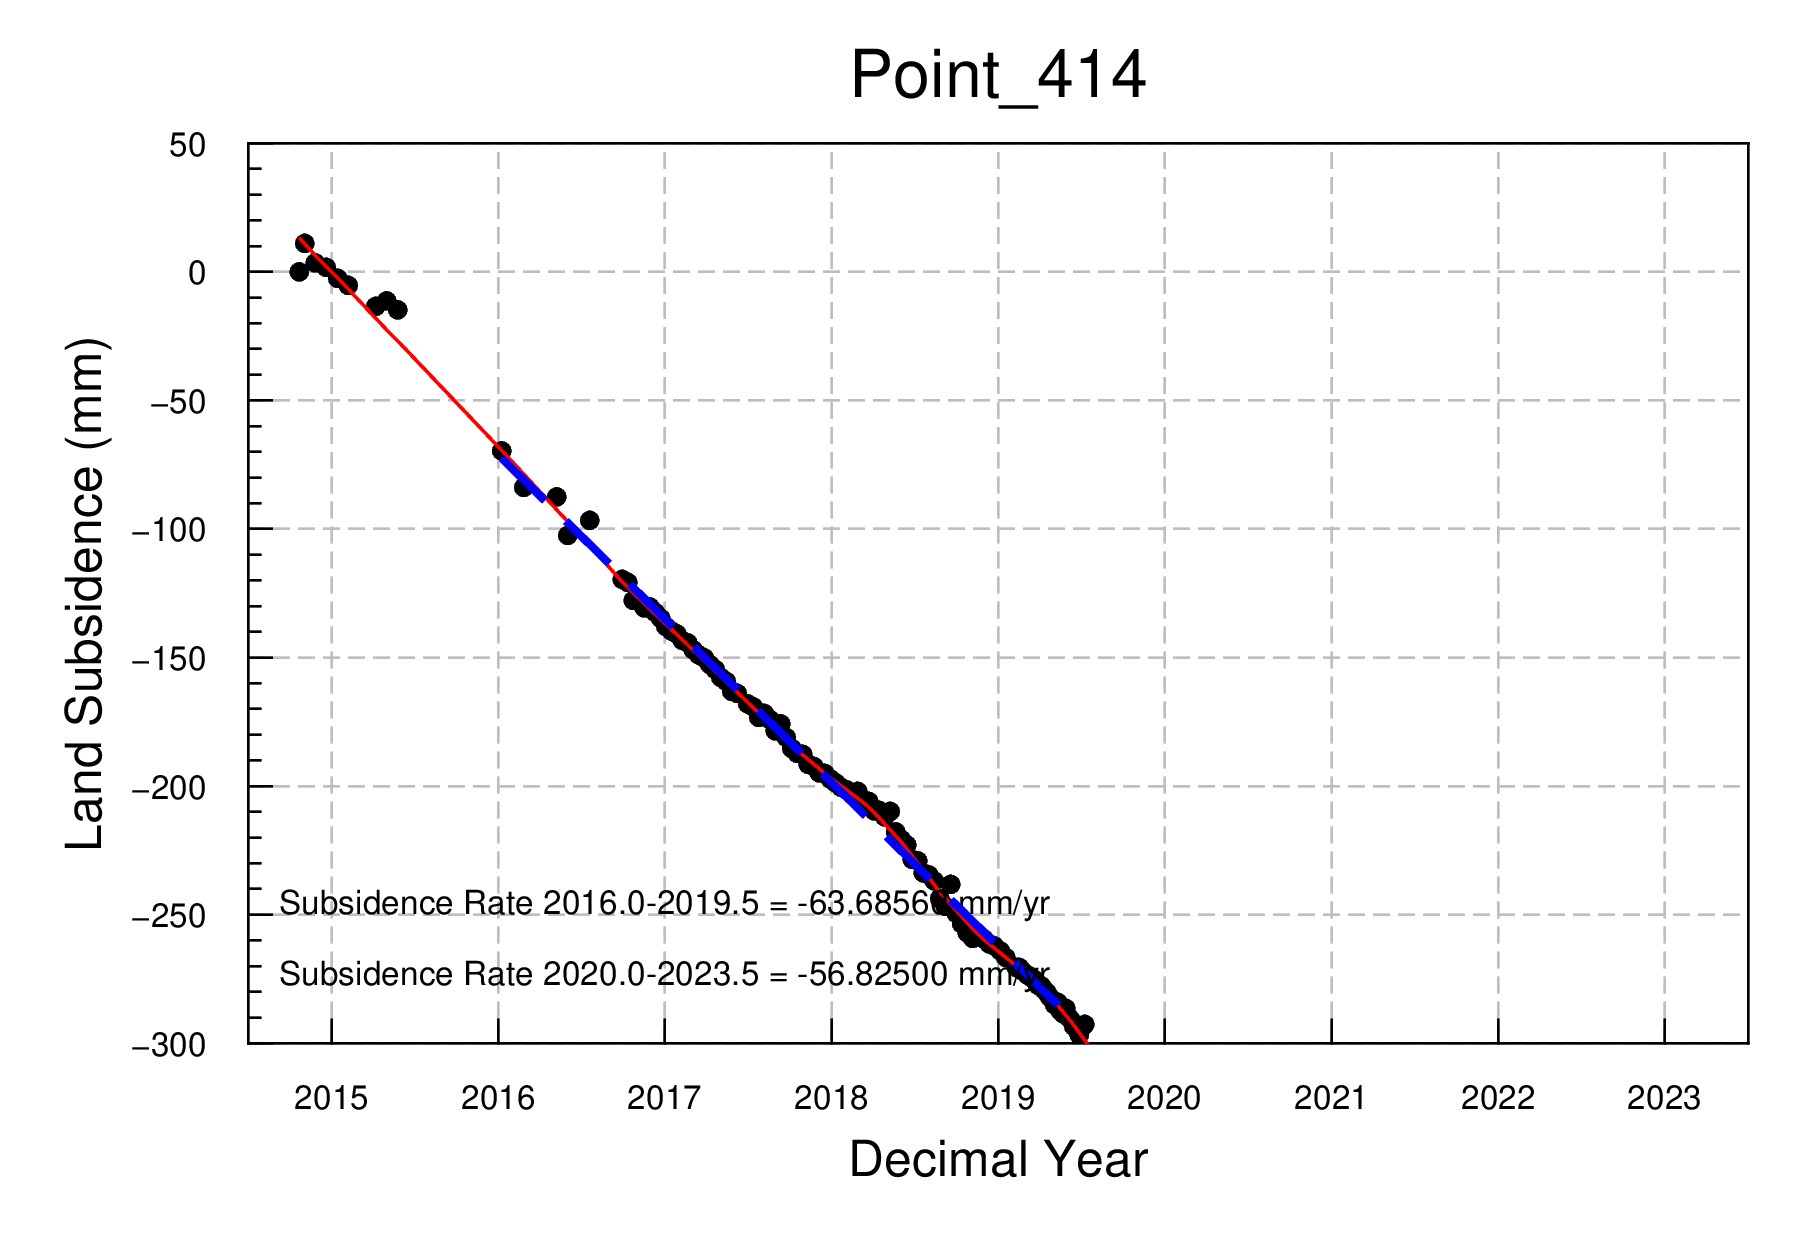 Point_414
50
0
−50
−100
−150
−200
−250
−300
Land Subsidence (mm)
Subsidence Rate 2016.0-2019.5 = mm/yr
Subsidence Rate 2020.0-2023.5 = -56.82500 mm/yr
2015 2016 2017 2018 2019 2020 2021 2022 2023
Decimal Year